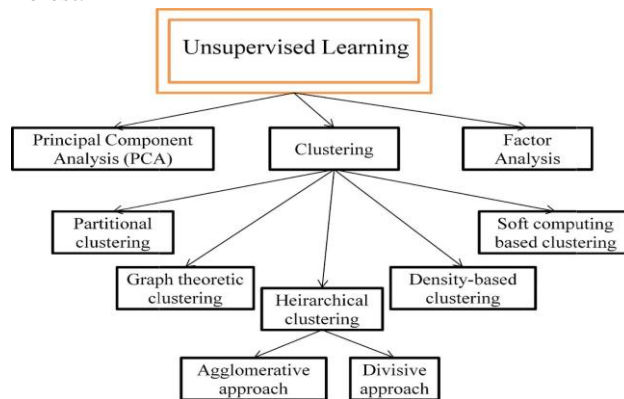 Unsupervised Learning
Principal Component
Analysis (PCA)
Clustering
Factor
Analysis
Partitional
clustering
Soft computing
based clustering
Graph theoretic
clustering
Density-based
clustering
Heirarchical
clustering
Agglomerative
approach
Divisive
approach